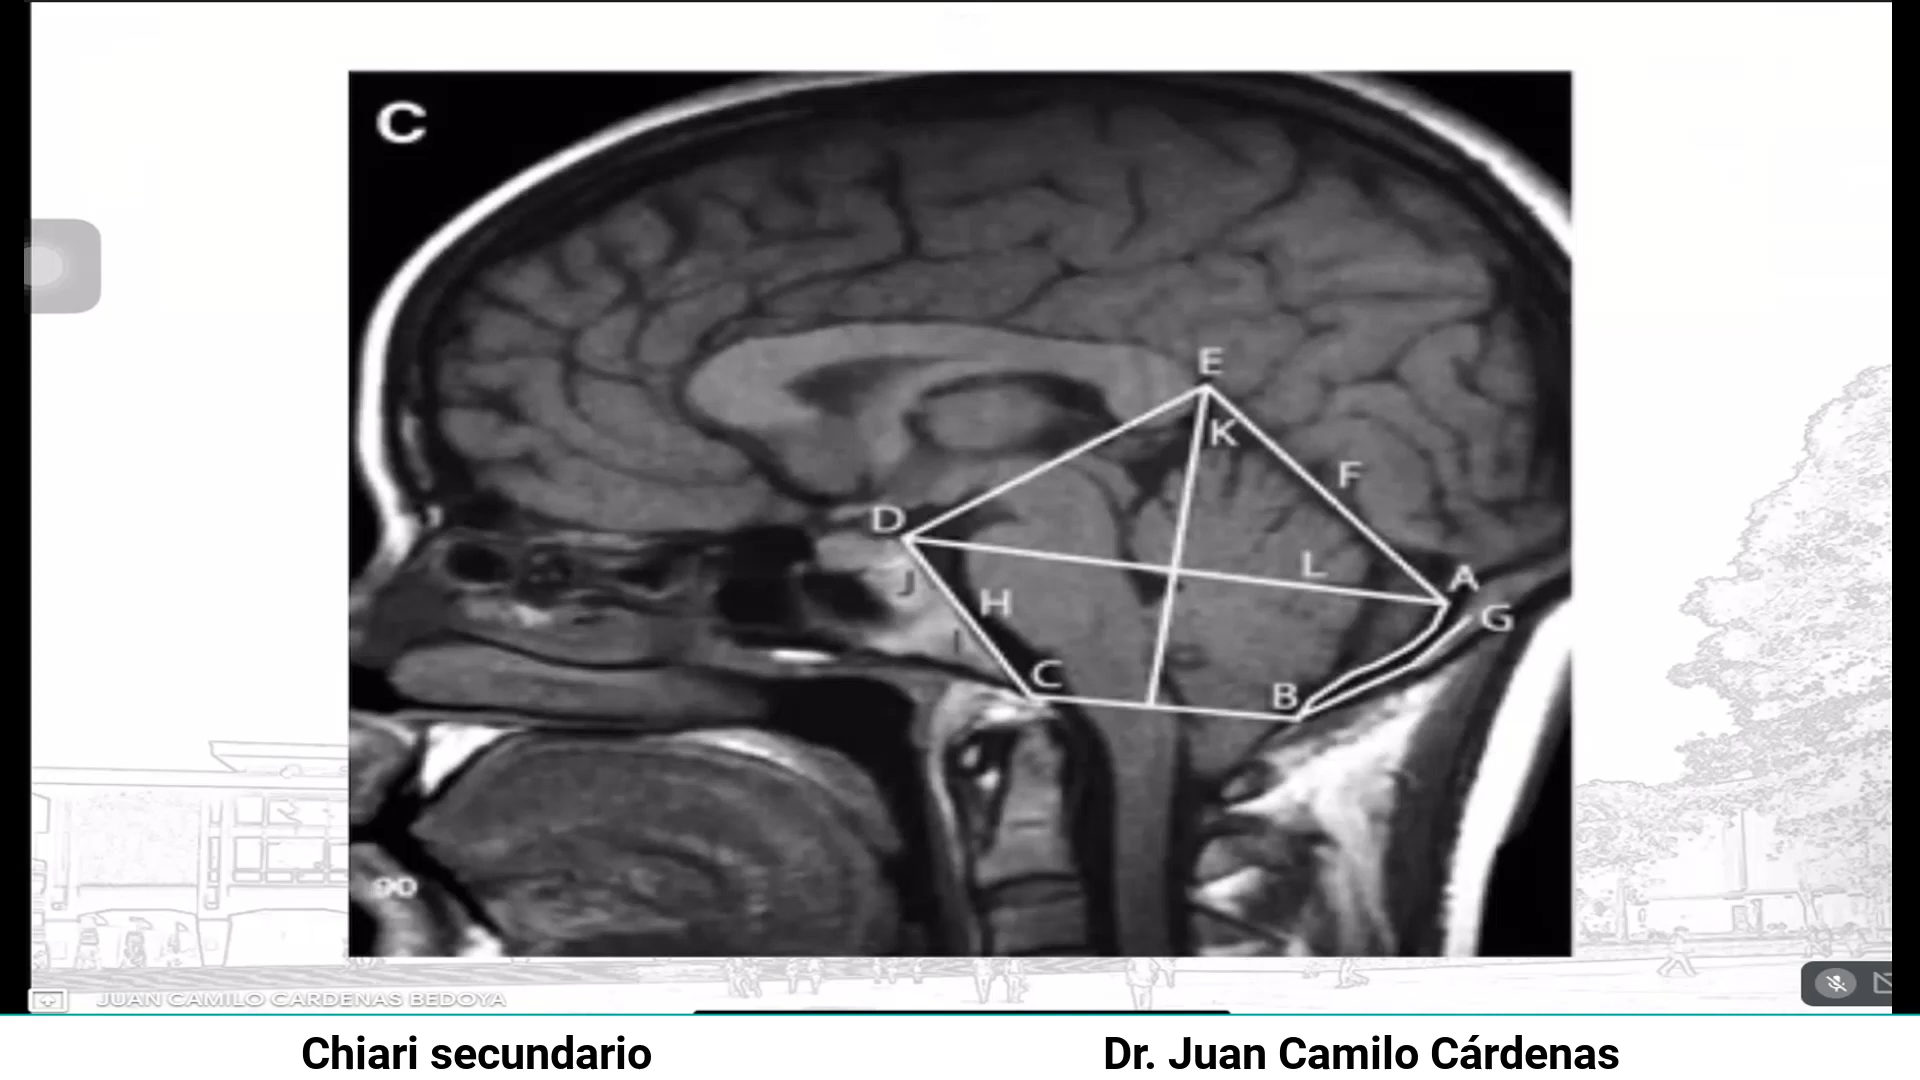 C
E
K
F
D
L
A
J
H
G
I
C
B
90
JUAN CAMILO CARDENAS BEDOYA
Chiari secundario
Dr. Juan Camilo Cárdenas